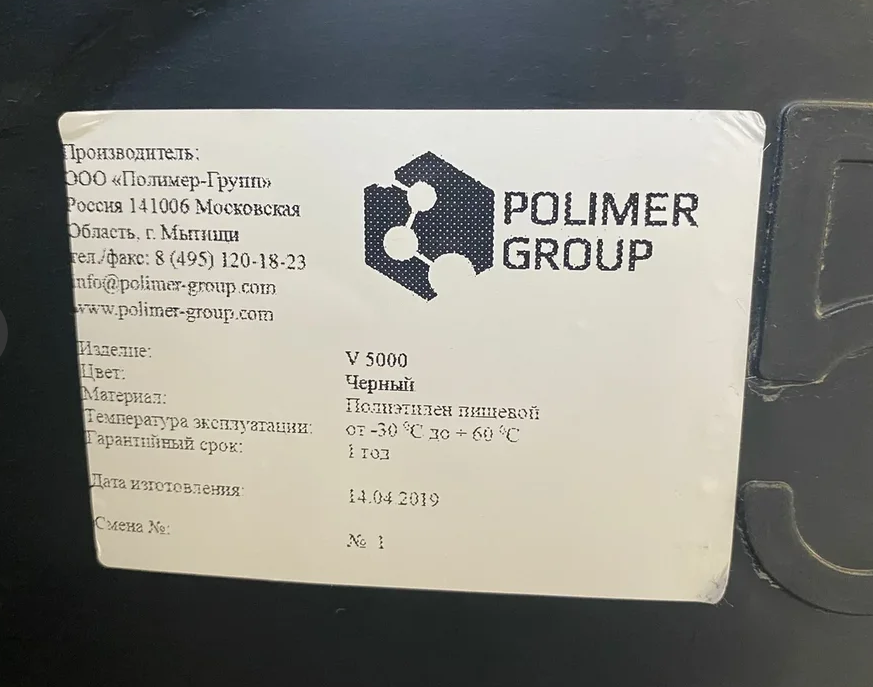 Производитель:
ООО «Полимер-Групп»
Россия 141006 Московская
Область, г. Мытищи
тел./факс: 8 (495) 120-18-23
info@polimer-group.com
www.polimer-group.com
POLIMER
GROUP
Изделие: V 5000
Цвет: Черный
Материал: Полиэтилен пищевой
Температура эксплуатации: от -30 °C до + 60 °C
Гарантийный срок: 1 год
Дата изготовления: 14.04 2019
Смена №: № 1